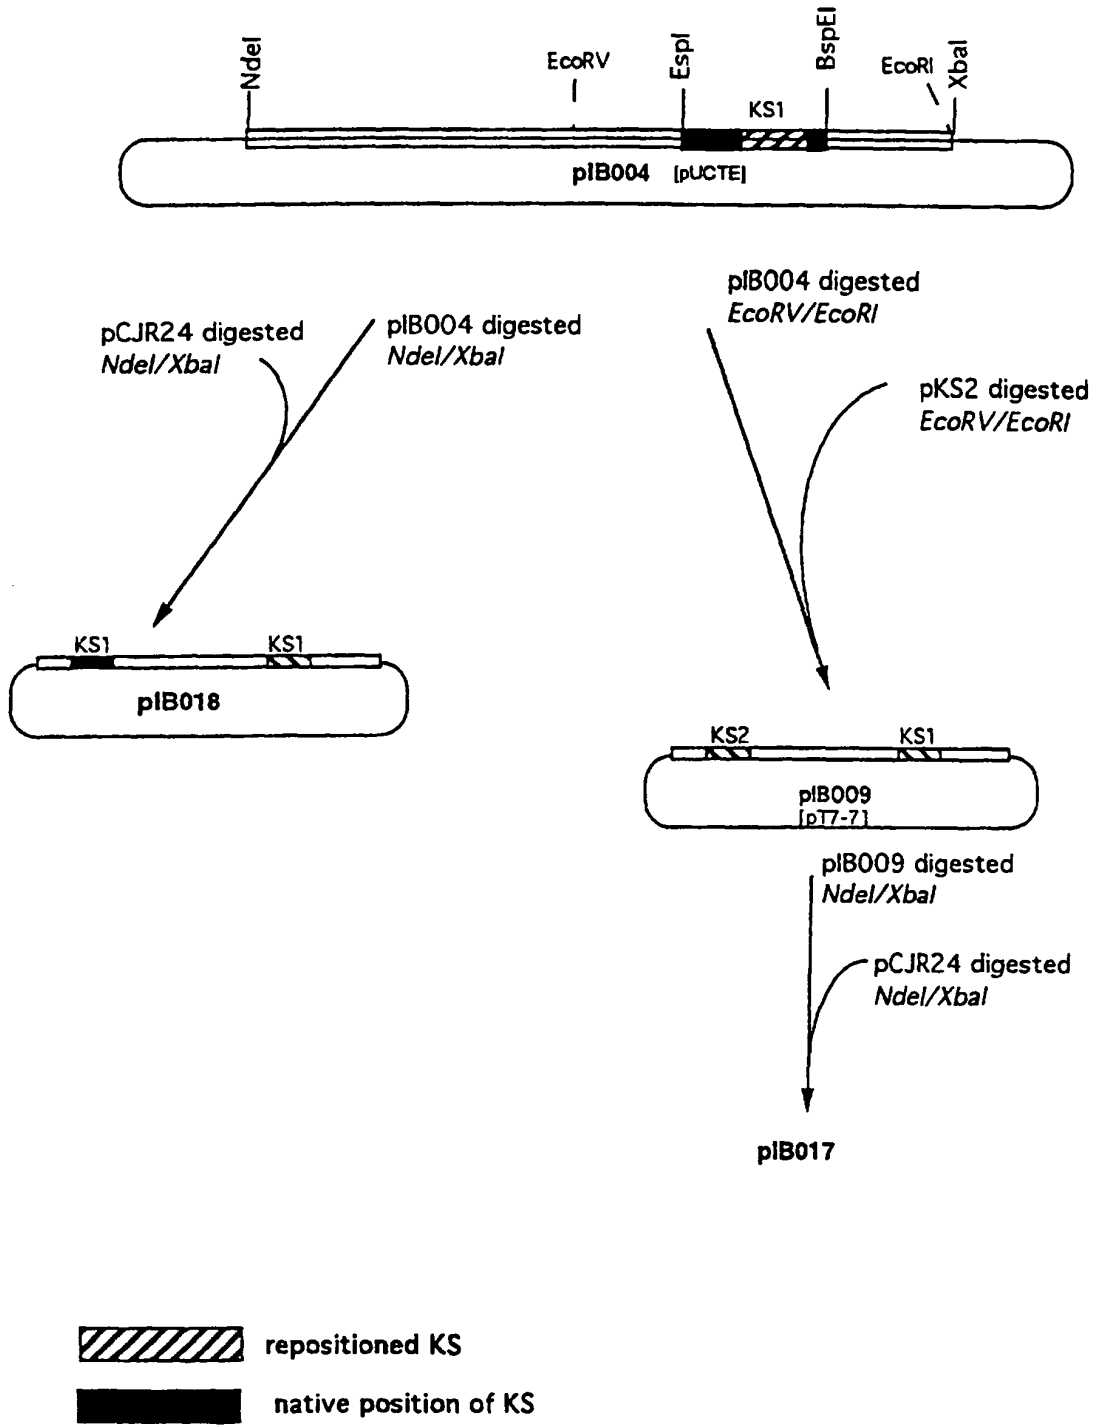 NdeI
EcoRV
EspI
KS1
BspEI
EcoRI
XbaI
pIB004 [pUCTE]
pCJR24 digested
NdeI/XbaI
pIB004 digested
NdeI/XbaI
pIB004 digested
EcoRV/EcoRI
pKS2 digested
EcoRV/EcoRI
KS1 KS1
pIB018
KS2 KS1
pIB009
[pT7-7]
pIB009 digested
NdeI/XbaI
pCJR24 digested
NdeI/XbaI
pIB017
repositioned KS
native position of KS